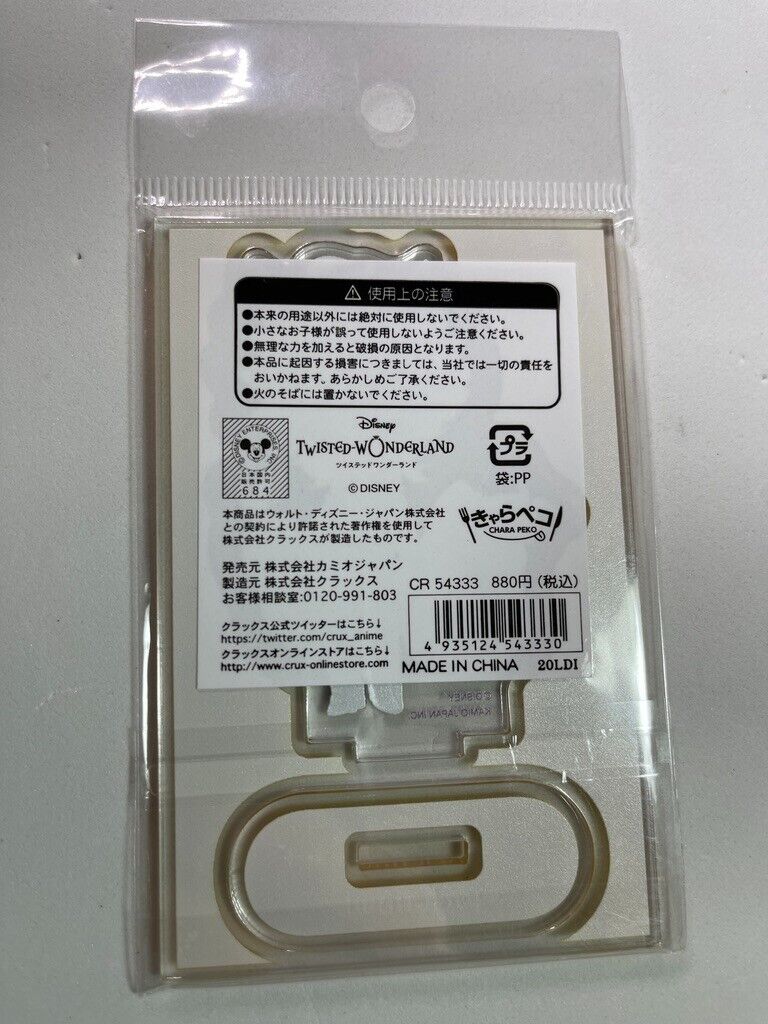 ⚠ 使用上の注意
●本来の用途以外には絶対に使用しないでください。
●小さなお子様が誤って使用しないようご注意ください。
●無理な力を加えると破損の原因となります。
●本品に起因する損害につきましては、当社では一切の責任を
おいかねます。あらかじめご了承ください。
●火のそばには置かないでください。
©DISNEY ENTERPRISES INC.
日本国内
販売許可
684
Disney
TWISTED-WONDERLAND
ツイステッドワンダーランド
©DISNEY
プラ
袋:PP
本商品はウォルト・ディズニー・ジャパン株式会社
との契約により許諾された著作権を使用して
株式会社クラックスが製造したものです。
きゃらペコ
CHARA PEKO
発売元 株式会社カミオジャパン
製造元 株式会社クラックス
お客様相談室:0120-991-803
CR 54333 880円(税込)
クラックス公式ツイッターはこちら↓
https://twitter.com/crux_anime
クラックスオンラインストアはこちら↓
http://www.crux-onlinestore.com
4 935124 543330
MADE IN CHINA 20LDI
©DISNEY
KAMIO JAPAN INC.